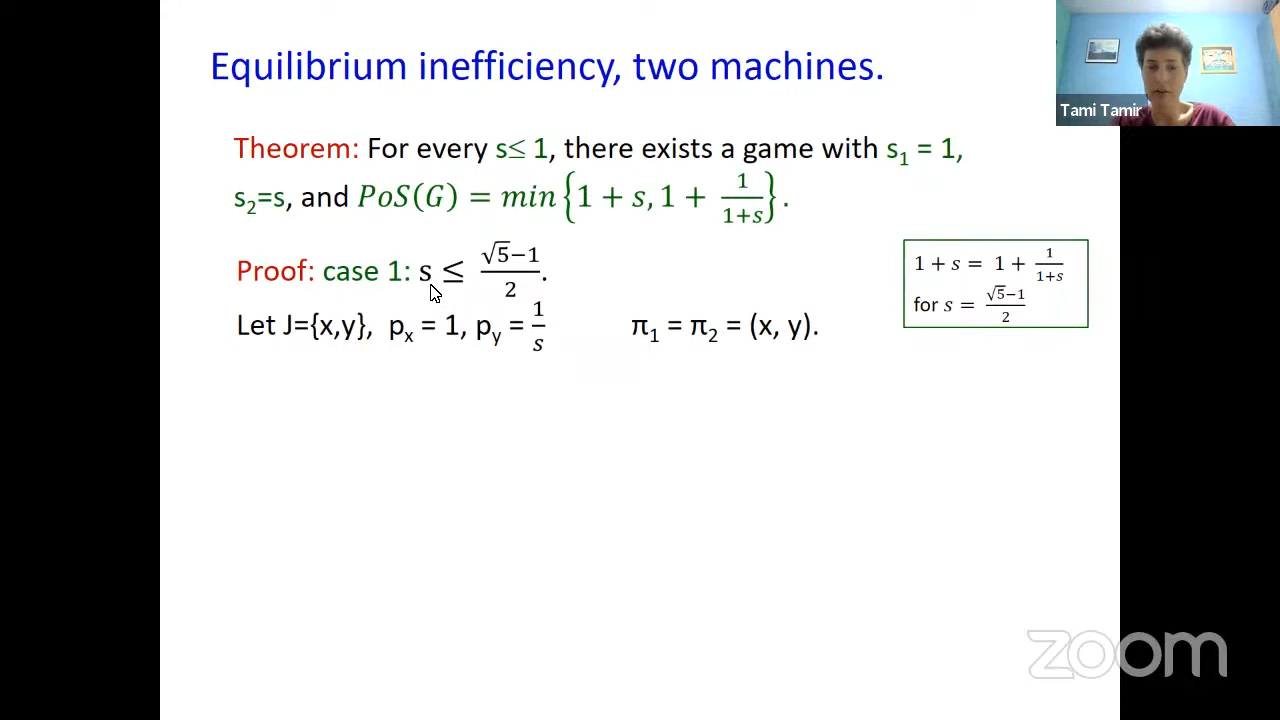 Equilibrium inefficiency, two machines.
Tami Tamir
Theorem: For every s≤ 1, there exists a game with s₁ = 1,
s₂=s, and PoS(G) = min{1 + s, 1 + 1/(1+s)}.
Proof: case 1: s ≤ (√5−1)/2.
1 + s = 1 + 1/(1+s)
for s = (√5−1)/2
Let J={x,y}, pₓ = 1, p_y = 1/s π₁ = π₂ = (x, y).
zoom